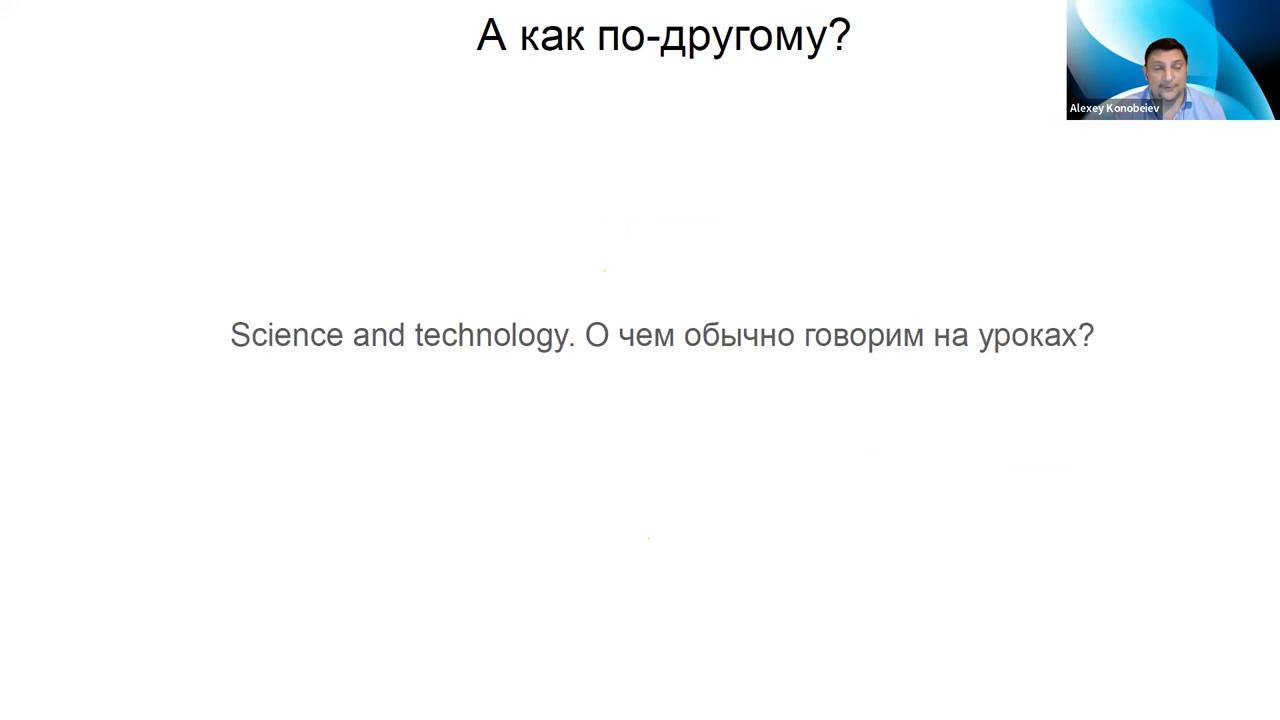 А как по-другому?
Alexey Konobeiev
Science and technology. О чем обычно говорим на уроках?